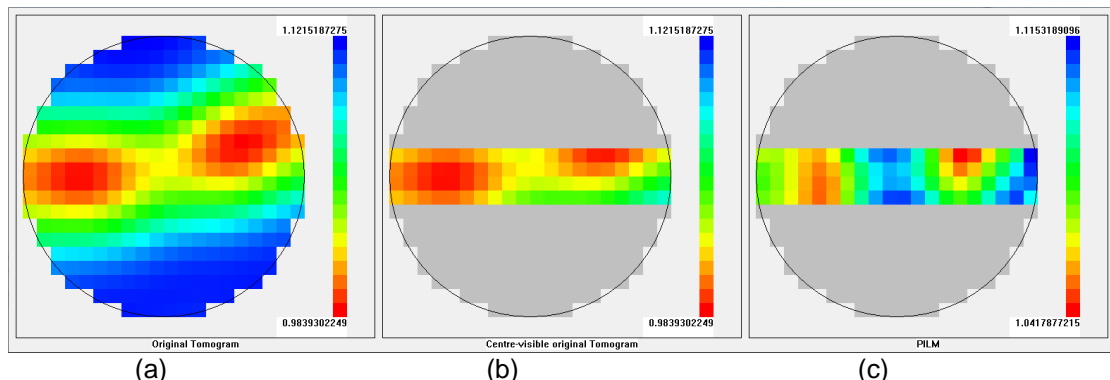 1.1215187275
0.9839302249
Original Tomogram
1.1215187275
0.9839302249
Centre-visible original Tomogram
1.1153189096
1.0417877215
PILM
(a)
(b)
(c)